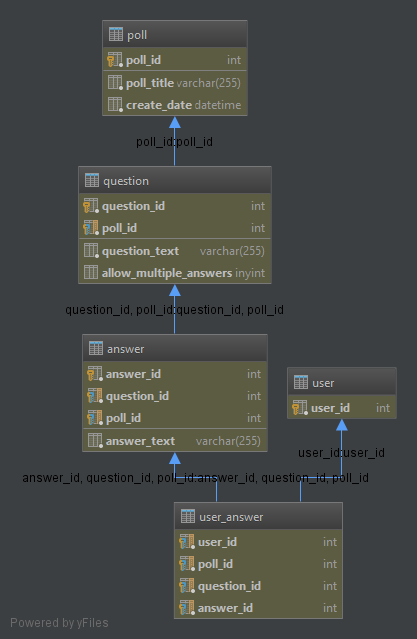 poll
poll_id int
poll_title varchar(255)
create_date datetime
poll_id:poll_id
question
question_id int
poll_id int
question_text varchar(255)
allow_multiple_answers inyint
question_id, poll_id:question_id, poll_id
answer
answer_id int
question_id int
poll_id int
answer_text varchar(255)
user
user_id int
user_id:user_id
answer_id, question_id, poll_id:answer_id, question_id, poll_id
user_answer
user_id int
poll_id int
question_id int
answer_id int
Powered by yFiles